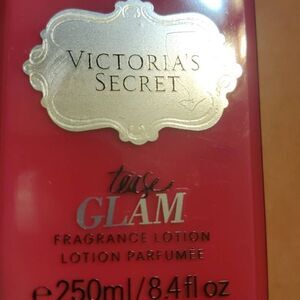 VICTORIA'S
SECRET
tease
GLAM
FRAGRANCE LOTION
LOTION PARFUMÉE
e 250ml/8.4 fl oz